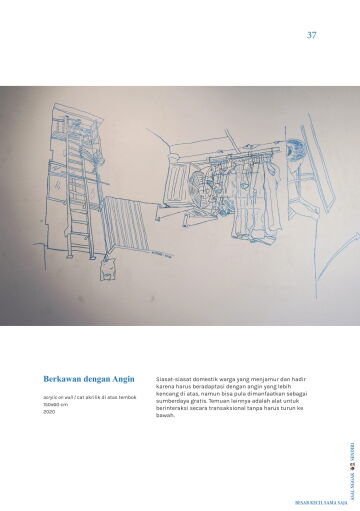 37
Berkawan dengan Angin
acrylic on wall / cat akrilik di atas tembok
150x60 cm
2020
Siasat-siasat domestik warga yang menjamur dan hadir
karena harus beradaptasi dengan angin yang lebih
kencang di atas, namun bisa pula dimanfaatkan sebagai
sumberdaya gratis. Temuan lainnya adalah alat untuk
berinteraksi secara transaksional tanpa harus turun ke
bawah.
BESAR KECIL SAMA SAJA